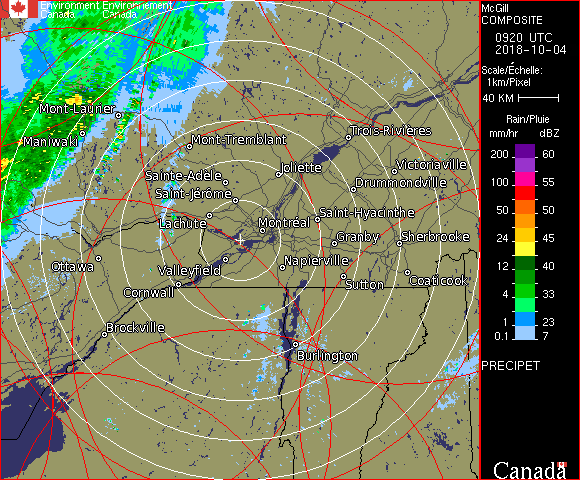 Environment Environnement
Canada Canada
McGill
COMPOSITE
0920 UTC
2018-10-04
Scale/Échelle:
1km/Pixel
40 KM
Rain/Pluie
mm/hr dBZ
200 60
150 57
100 55
50 50
24 45
12 40
4 33
1 23
0.1 7
PRECIPET
Canada
Mont-Laurier
Maniwaki
Mont-Tremblant
Trois-Rivières
Sainte-Adèle
Joliette
Victoriaville
Saint-Jérôme
Drummondville
Lachute
Montréal
Saint-Hyacinthe
Granby
Sherbrooke
Ottawa
Valleyfield
Napierville
Cornwall
Sutton
Coaticook
Brockville
Burlington